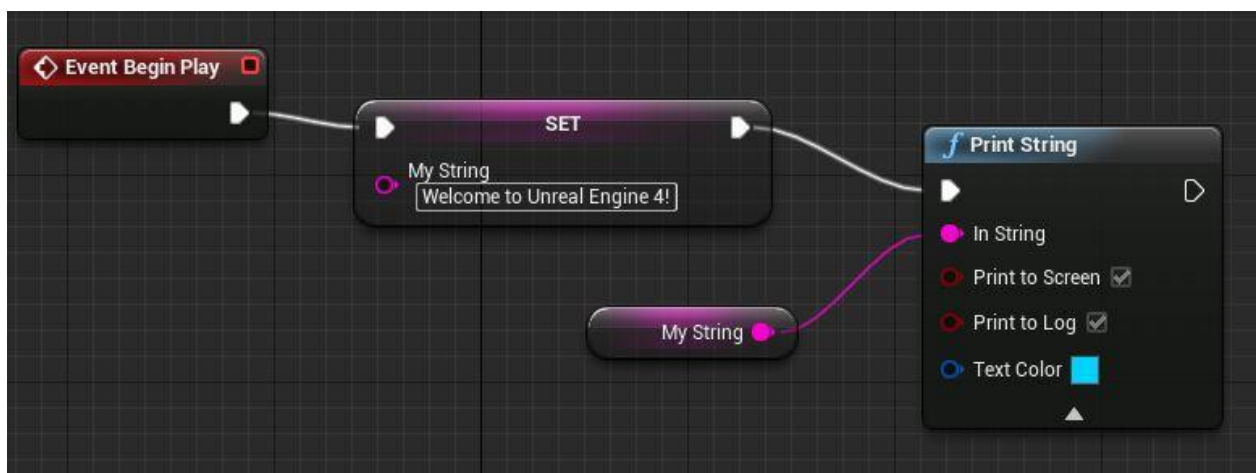 Event Begin Play
SET
My String
Welcome to Unreal Engine 4!
f Print String
In String
Print to Screen
My String
Print to Log
Text Color